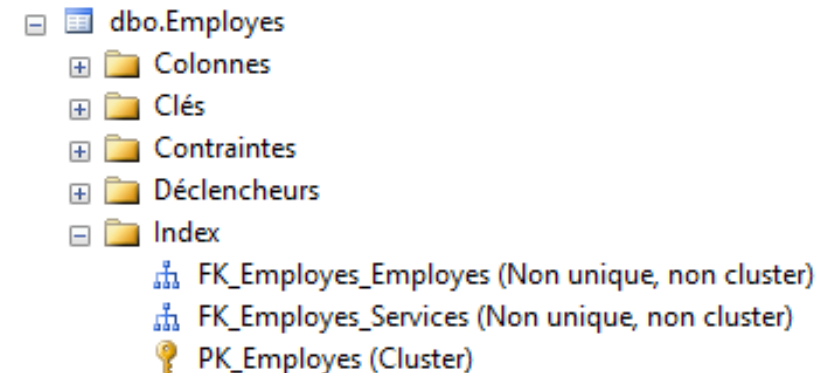 dbo.Employes
Colonnes
Clés
Contraintes
Déclencheurs
Index
FK_Employes_Employes (Non unique, non cluster)
FK_Employes_Services (Non unique, non cluster)
PK_Employes (Cluster)